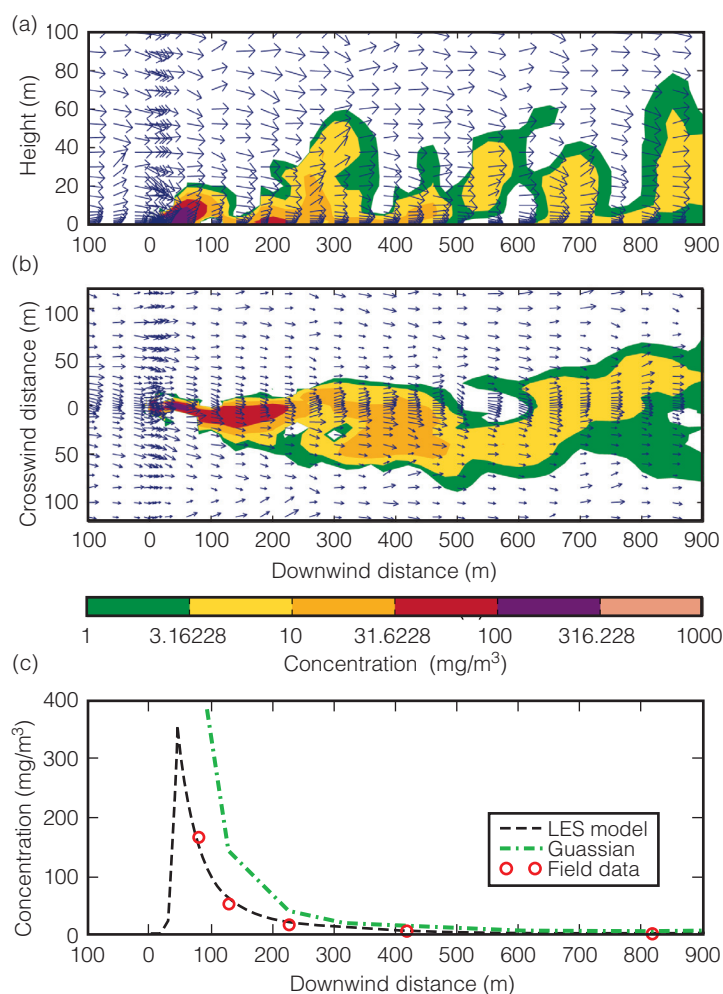 (a)
Height (m)
100
80
60
40
20
0
100 0 100 200 300 400 500 600 700 800 900
(b)
Crosswind distance (m)
100
50
0
50
100
100 0 100 200 300 400 500 600 700 800 900
Downwind distance (m)
1 3.16228 10 31.6228 100 316.228 1000
Concentration (mg/m³)
(c)
Concentration (mg/m³)
400
300
200
100
0
LES model
Guassian
Field data
100 0 100 200 300 400 500 600 700 800 900
Downwind distance (m)